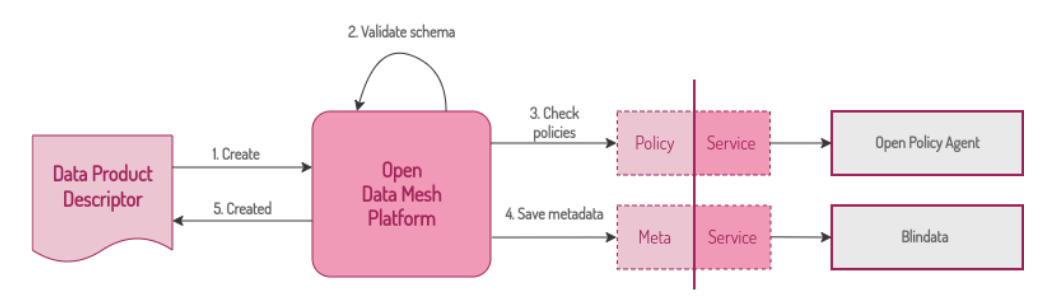 2. Validate schema
3. Check
policies
Policy Service
Open Policy Agent
1. Create
Data Product
Descriptor
Open
Data Mesh
Platform
5. Created
4. Save metadata
Meta Service
Blindata